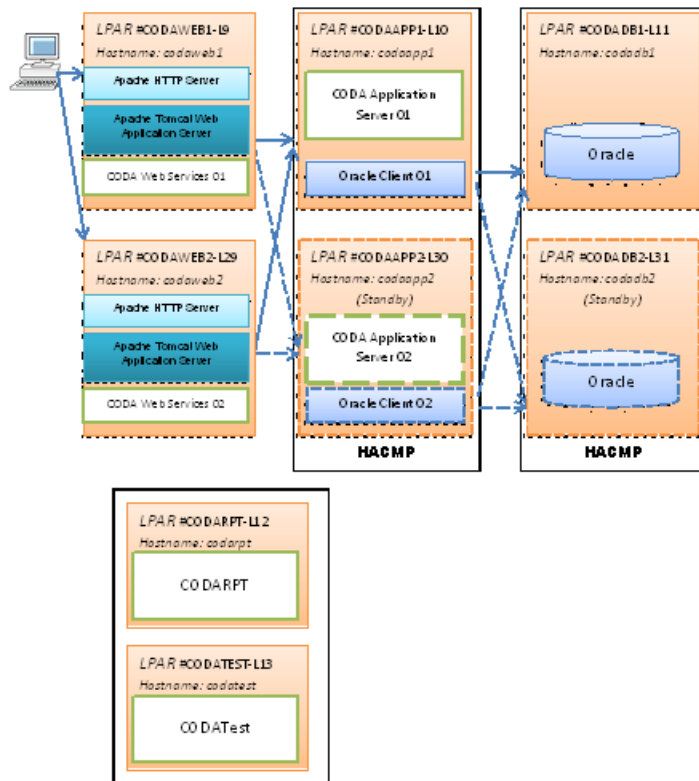 LPAR #CODAWEB1-L9
Hostname: codaweb1
Apache HTTP Server
Apache Tomcat Web
Application Server
CODA Web Services 01
LPAR #CODAAPP1-L10
Hostname: codaapp1
CODA Application
Server 01
Oracle Client 01
LPAR #CODADB1-L11
Hostname: codadb1
Oracle
LPAR #CODAWEB2-L29
Hostname: codaweb2
Apache HTTP Server
Apache Tomcat Web
Application Server
CODA Web Services 02
LPAR #CODAAPP2-L30
Hostname: codaapp2
(Standby)
CODA Application
Server 02
Oracle Client 02
HACMP
LPAR #CODADB2-L31
Hostname: codadb2
(Standby)
Oracle
HACMP
LPAR #CODARPT-L12
Hostname: codarpt
CODARPT
LPAR #CODATEST-L13
Hostname: codatest
CODATest